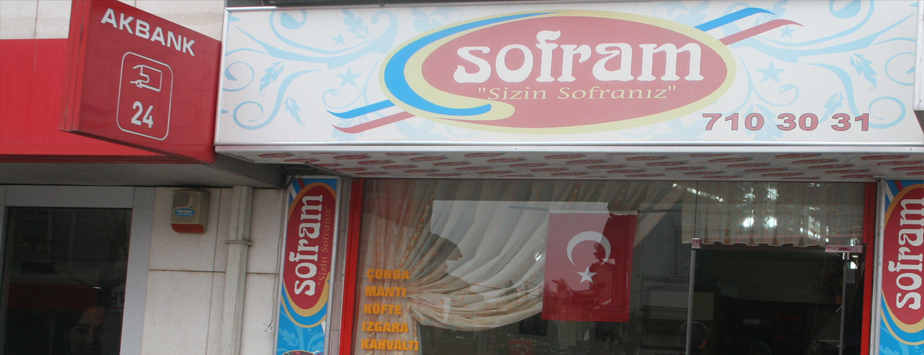 AKBANK
24
sofram
"Sizin Sofranız"
710 30 31
sofram
"Sizin Sofranız"
ÇORBA
MANTI
KÖFTE
IZGARA
KAHVALTI
sofram